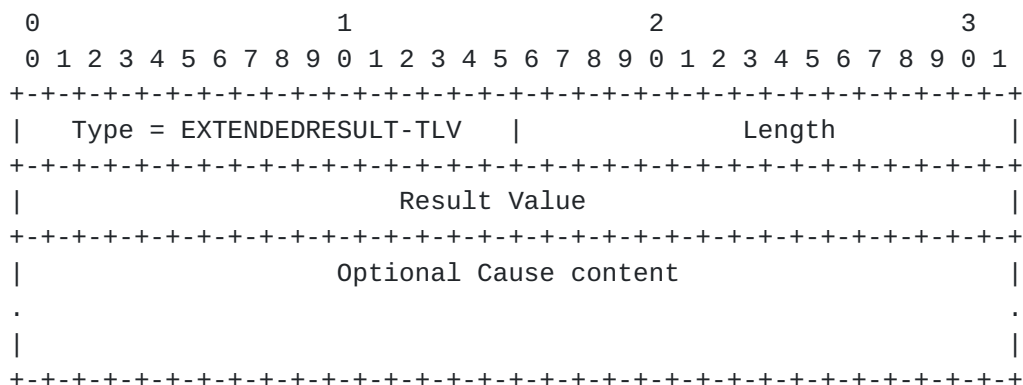 0                   1                   2                   3
 0 1 2 3 4 5 6 7 8 9 0 1 2 3 4 5 6 7 8 9 0 1 2 3 4 5 6 7 8 9 0 1
+-+-+-+-+-+-+-+-+-+-+-+-+-+-+-+-+-+-+-+-+-+-+-+-+-+-+-+-+-+-+-+-+
|   Type = EXTENDEDRESULT-TLV   |              Length           |
+-+-+-+-+-+-+-+-+-+-+-+-+-+-+-+-+-+-+-+-+-+-+-+-+-+-+-+-+-+-+-+-+
|                        Result Value                           |
+-+-+-+-+-+-+-+-+-+-+-+-+-+-+-+-+-+-+-+-+-+-+-+-+-+-+-+-+-+-+-+-+
|                    Optional Cause content                     |
.                                                               .
|                                                               |
+-+-+-+-+-+-+-+-+-+-+-+-+-+-+-+-+-+-+-+-+-+-+-+-+-+-+-+-+-+-+-+-+